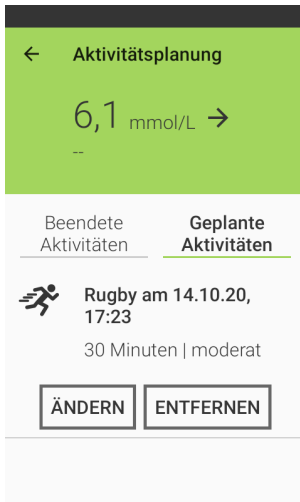 Aktivitätsplanung
6,1 mmol/L →
--
Beendete
Aktivitäten
Geplante
Aktivitäten
Rugby am 14.10.20,
17:23
30 Minuten | moderat
ÄNDERN
ENTFERNEN